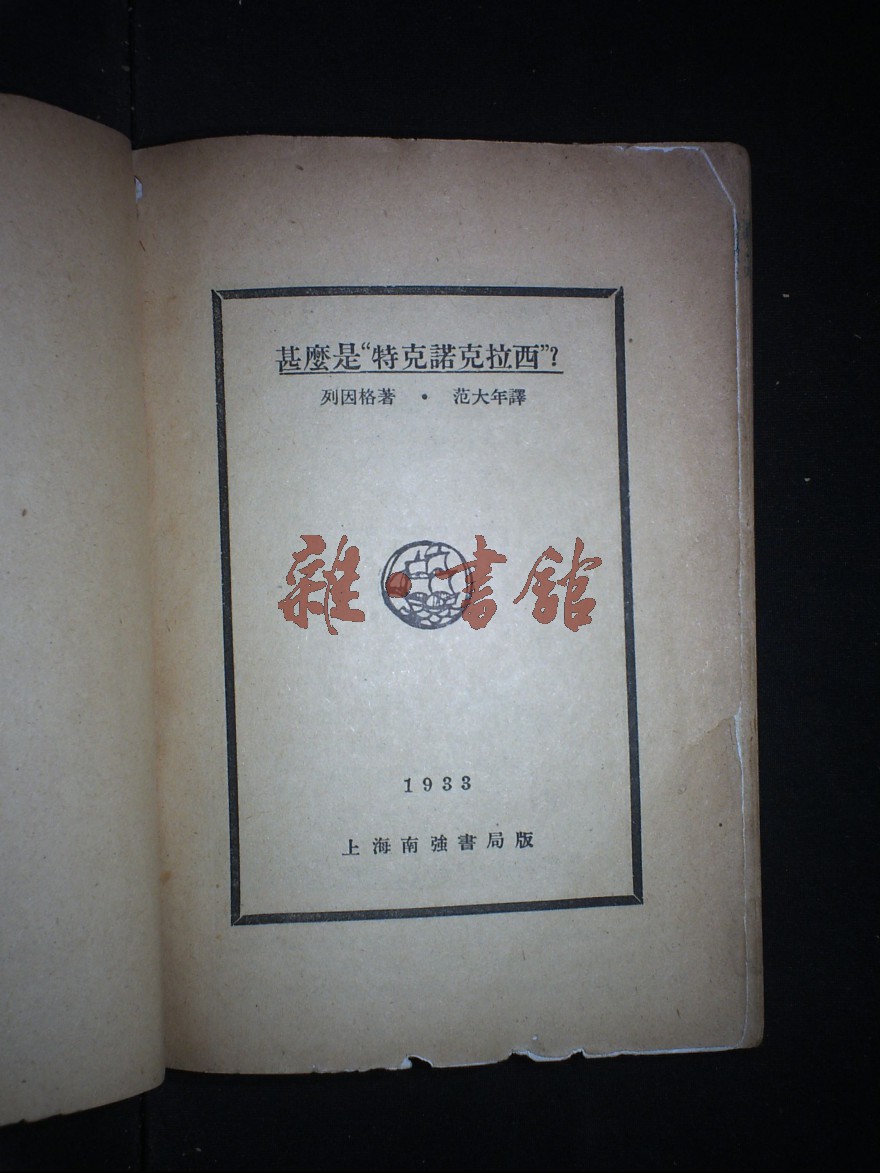 甚麼是“特克諾克拉西”?
列因格著 • 范大年譯
雜•書館
1933
上海南強書局版